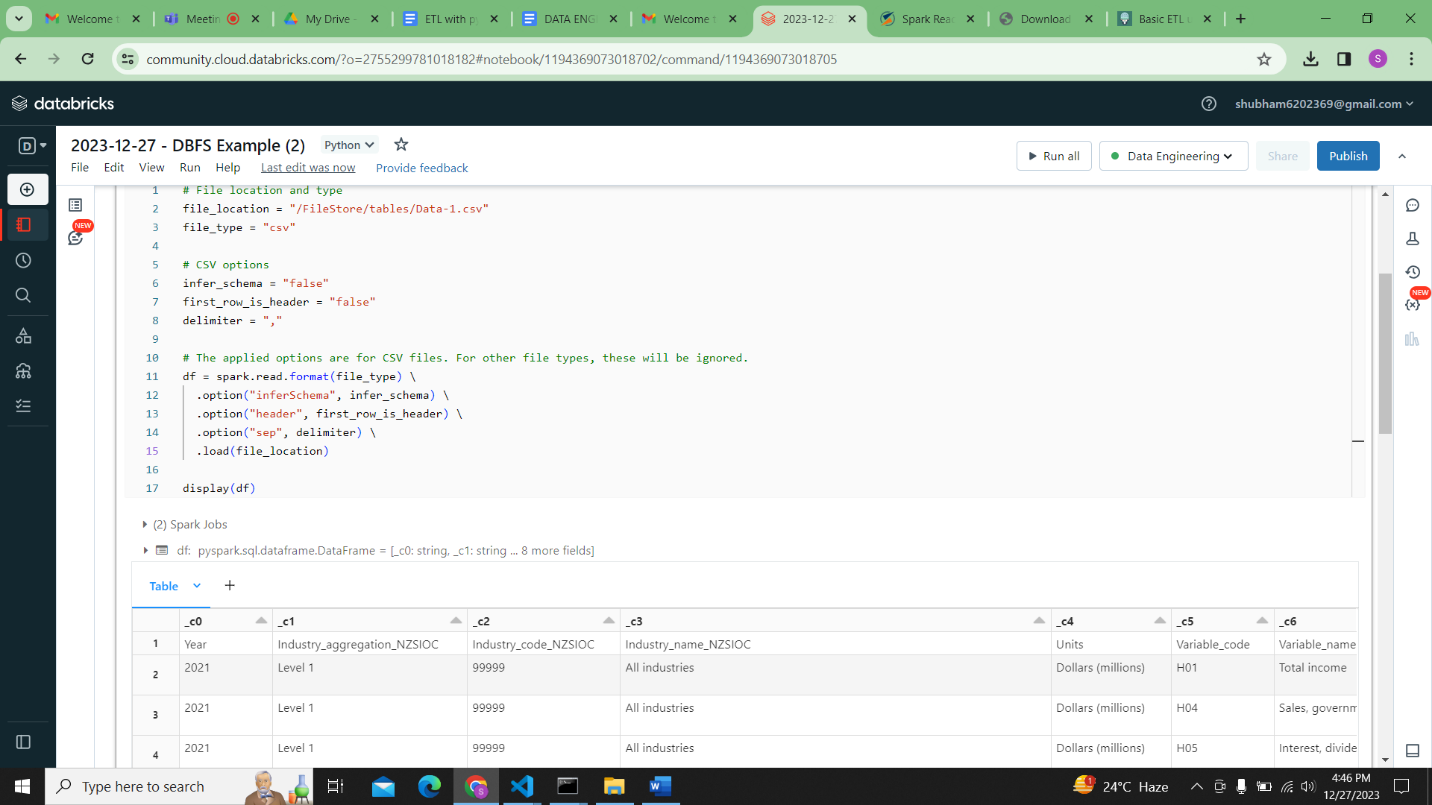 Welcome t
Meetin
My Drive -
ETL with p
DATA ENG
Welcome t
2023-12-2
Spark Rea
Download
Basic ETL u
community.cloud.databricks.com/?o=2755299781018182#notebook/1194369073018702/command/1194369073018705
S
databricks
shubham6202369@gmail.com
D
2023-12-27 - DBFS Example (2)
Python
File Edit View Run Help Last edit was now Provide feedback
Run all
Data Engineering
Share
Publish
NEW
NEW
1 # File location and type
2 file_location = "/FileStore/tables/Data-1.csv"
3 file_type = "csv"
4
5 # CSV options
6 infer_schema = "false"
7 first_row_is_header = "false"
8 delimiter = ","
9
10 # The applied options are for CSV files. For other file types, these will be ignored.
11 df = spark.read.format(file_type) \
12 .option("inferSchema", infer_schema) \
13 .option("header", first_row_is_header) \
14 .option("sep", delimiter) \
15 .load(file_location)
16
17 display(df)
(2) Spark Jobs
df: pyspark.sql.dataframe.DataFrame = [_c0: string, _c1: string ... 8 more fields]
Table +
_c0 _c1 _c2 _c3 _c4 _c5 _c6
1 Year Industry_aggregation_NZSIOC Industry_code_NZSIOC Industry_name_NZSIOC Units Variable_code Variable_name
2 2021 Level 1 99999 All industries Dollars (millions) H01 Total income
3 2021 Level 1 99999 All industries Dollars (millions) H04 Sales, governm
4 2021 Level 1 99999 All industries Dollars (millions) H05 Interest, divide
Type here to search
1
24°C Haze
4:46 PM
12/27/2023